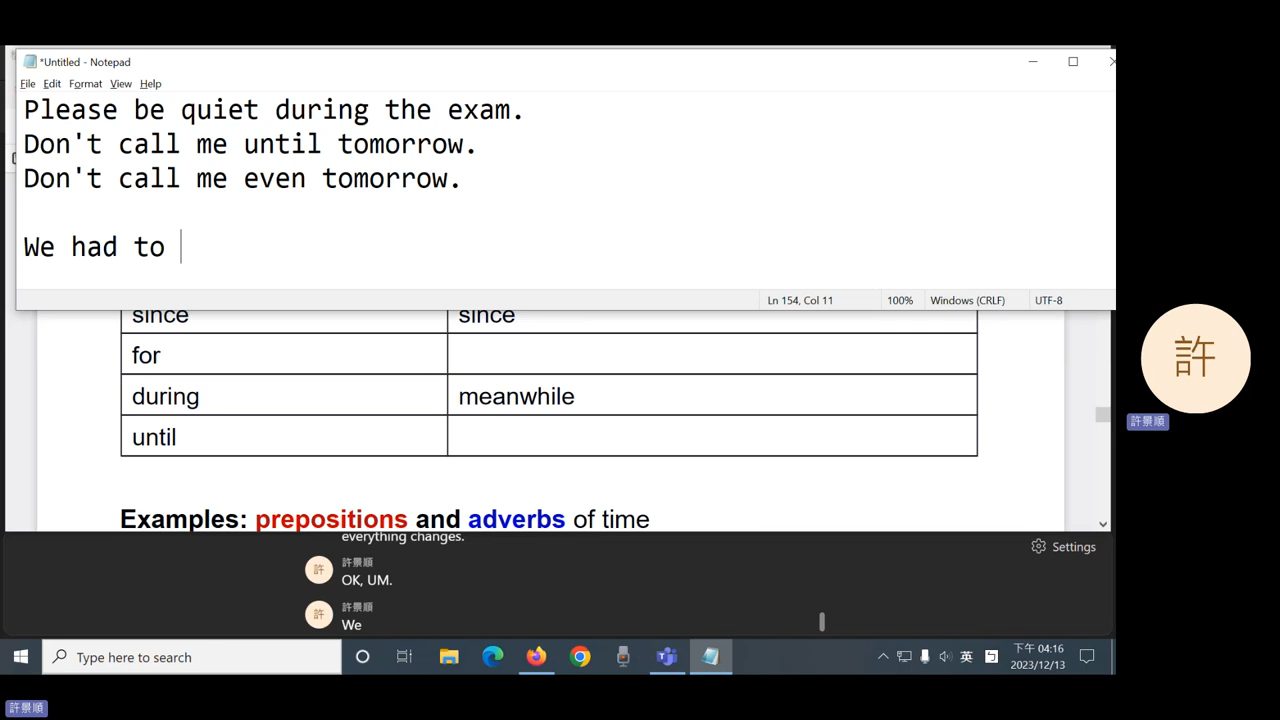 *Untitled - Notepad
File Edit Format View Help
Please be quiet during the exam.
Don't call me until tomorrow.
Don't call me even tomorrow.
We had to
Ln 154, Col 11 100% Windows (CRLF) UTF-8
since since
for
during meanwhile
until
Examples: prepositions and adverbs of time
everything changes.
Settings
許 許景順
OK, UM.
許 許景順
We
許
許景順
Type here to search
英
下午 04:16
2023/12/13
許景順